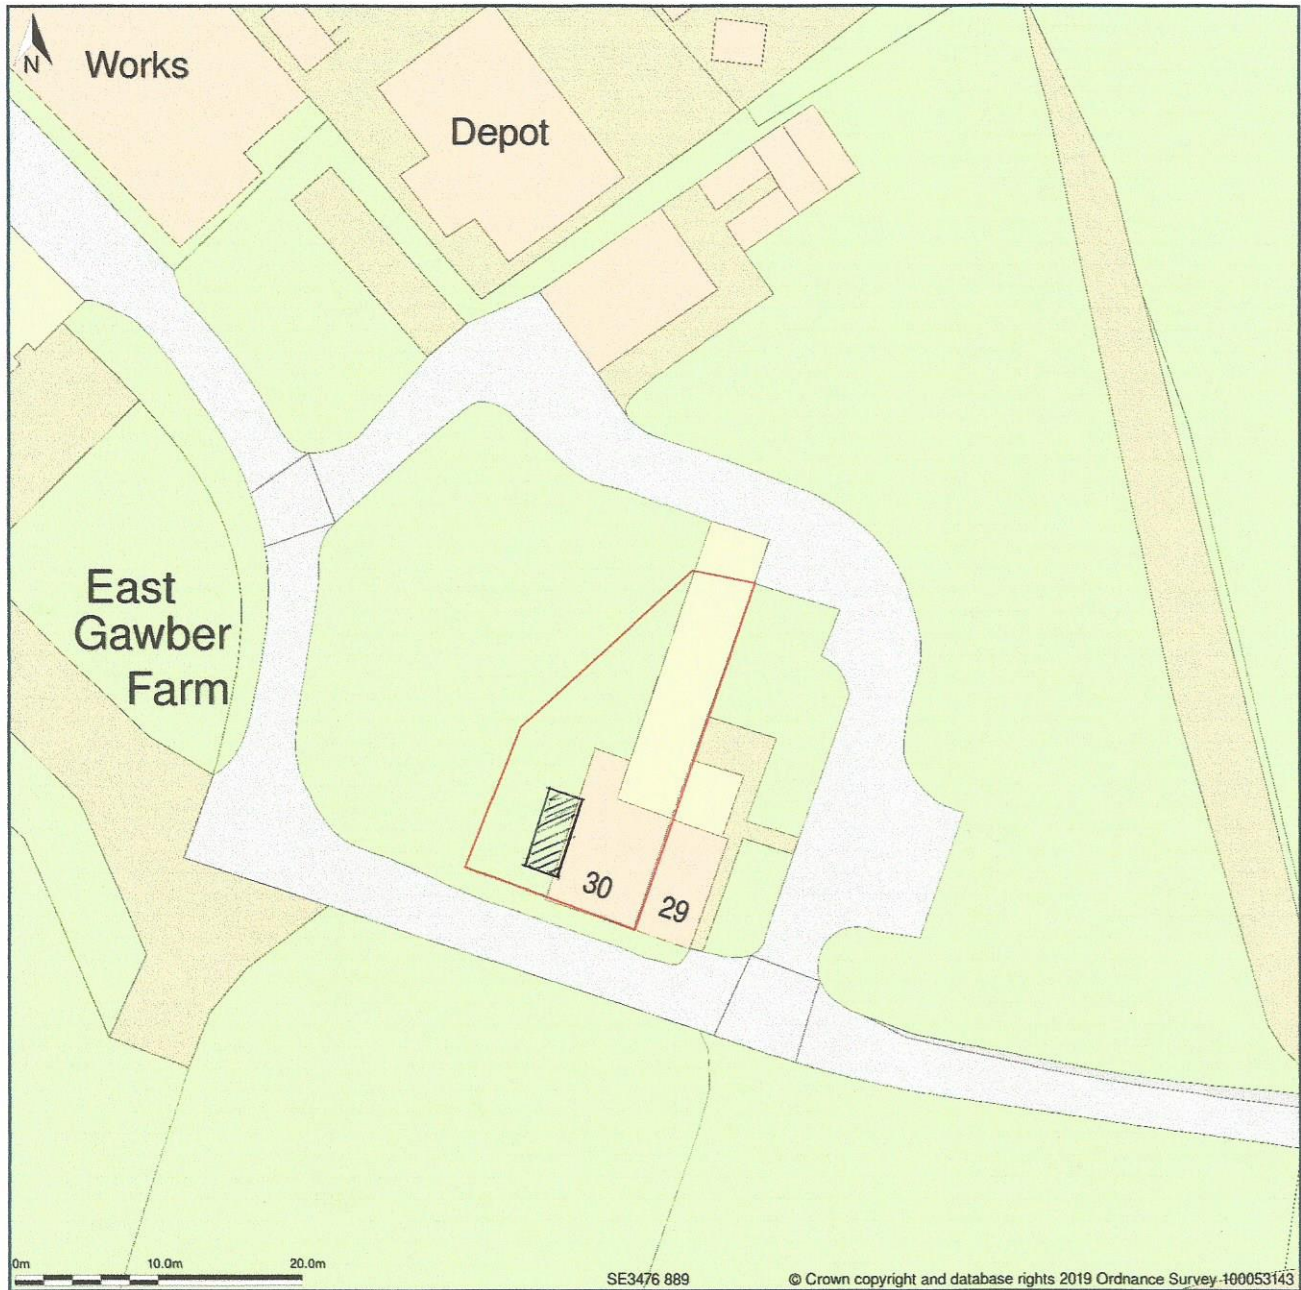 N
Works
Depot
East
Gawber
Farm
30
29
0m 10.0m 20.0m
SE3476 889
© Crown copyright and database rights 2019 Ordnance Survey 100053143